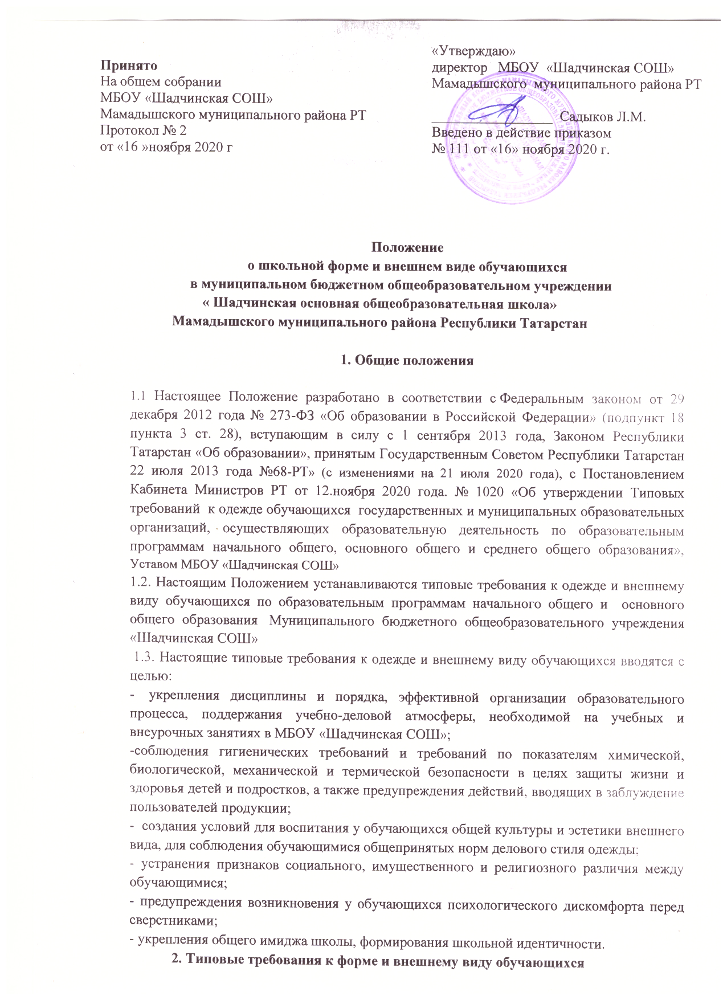 Принято
На общем собрании
МБОУ «Шадчинская СОШ»
Мамадышского муниципального района РТ
Протокол № 2
от «16 »ноября 2020 г
«Утверждаю»
директор МБОУ «Шадчинская СОШ»
Мамадышского муниципального района РТ
________________ Садыков Л.М.
Введено в действие приказом
№ 111 от «16» ноября 2020 г.
Положение
о школьной форме и внешнем виде обучающихся
в муниципальном бюджетном общеобразовательном учреждении
« Шадчинская основная общеобразовательная школа»
Мамадышского муниципального района Республики Татарстан
1. Общие положения
1.1 Настоящее Положение разработано в соответствии с Федеральным законом от 29
декабря 2012 года № 273-ФЗ «Об образовании в Российской Федерации» (подпункт 18
пункта 3 ст. 28), вступающим в силу с 1 сентября 2013 года, Законом Республики
Татарстан «Об образовании», принятым Государственным Советом Республики Татарстан
22 июля 2013 года №68-РТ» (с изменениями на 21 июля 2020 года), с Постановлением
Кабинета Министров РТ от 12.ноября 2020 года. № 1020 «Об утверждении Типовых
требований к одежде обучающихся государственных и муниципальных образовательных
организаций, осуществляющих образовательную деятельность по образовательным
программам начального общего, основного общего и среднего общего образования»,
Уставом МБОУ «Шадчинская СОШ»
1.2. Настоящим Положением устанавливаются типовые требования к одежде и внешнему
виду обучающихся по образовательным программам начального общего и основного
общего образования Муниципального бюджетного общеобразовательного учреждения
«Шадчинская СОШ»
1.3. Настоящие типовые требования к одежде и внешнему виду обучающихся вводятся с
целью:
- укрепления дисциплины и порядка, эффективной организации образовательного
процесса, поддержания учебно-деловой атмосферы, необходимой на учебных и
внеурочных занятиях в МБОУ «Шадчинская СОШ»;
-соблюдения гигиенических требований и требований по показателям химической,
биологической, механической и термической безопасности в целях защиты жизни и
здоровья детей и подростков, а также предупреждения действий, вводящих в заблуждение
пользователей продукции;
- создания условий для воспитания у обучающихся общей культуры и эстетики внешнего
вида, для соблюдения обучающимися общепринятых норм делового стиля одежды;
- устранения признаков социального, имущественного и религиозного различия между
обучающимися;
- предупреждения возникновения у обучающихся психологического дискомфорта перед
сверстниками;
- укрепления общего имиджа школы, формирования школьной идентичности.
2. Типовые требования к форме и внешнему виду обучающихся